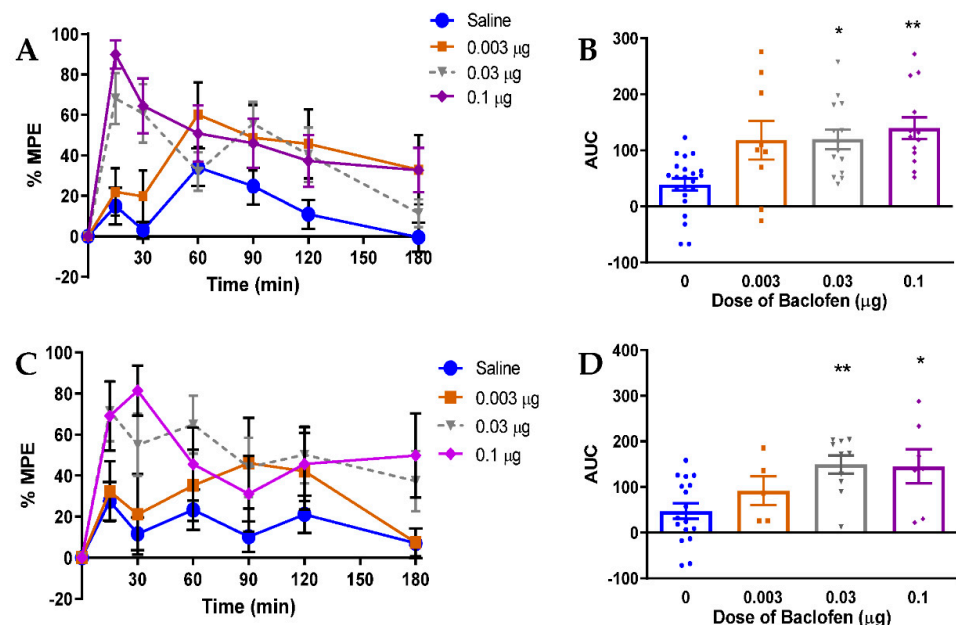 A
% MPE
100
80
60
40
20
0
-20
30 60 90 120 150 180
Time (min)
Saline
0.003 μg
0.03 μg
0.1 μg
B
AUC
300
200
100
0
-100
* **
0 0.003 0.03 0.1
Dose of Baclofen (μg)
C
% MPE
100
80
60
40
20
0
-20
30 60 90 120 150 180
Time (min)
Saline
0.003 μg
0.03 μg
0.1 μg
D
AUC
400
300
200
100
0
-100
** *
0 0.003 0.03 0.1
Dose of Baclofen (μg)